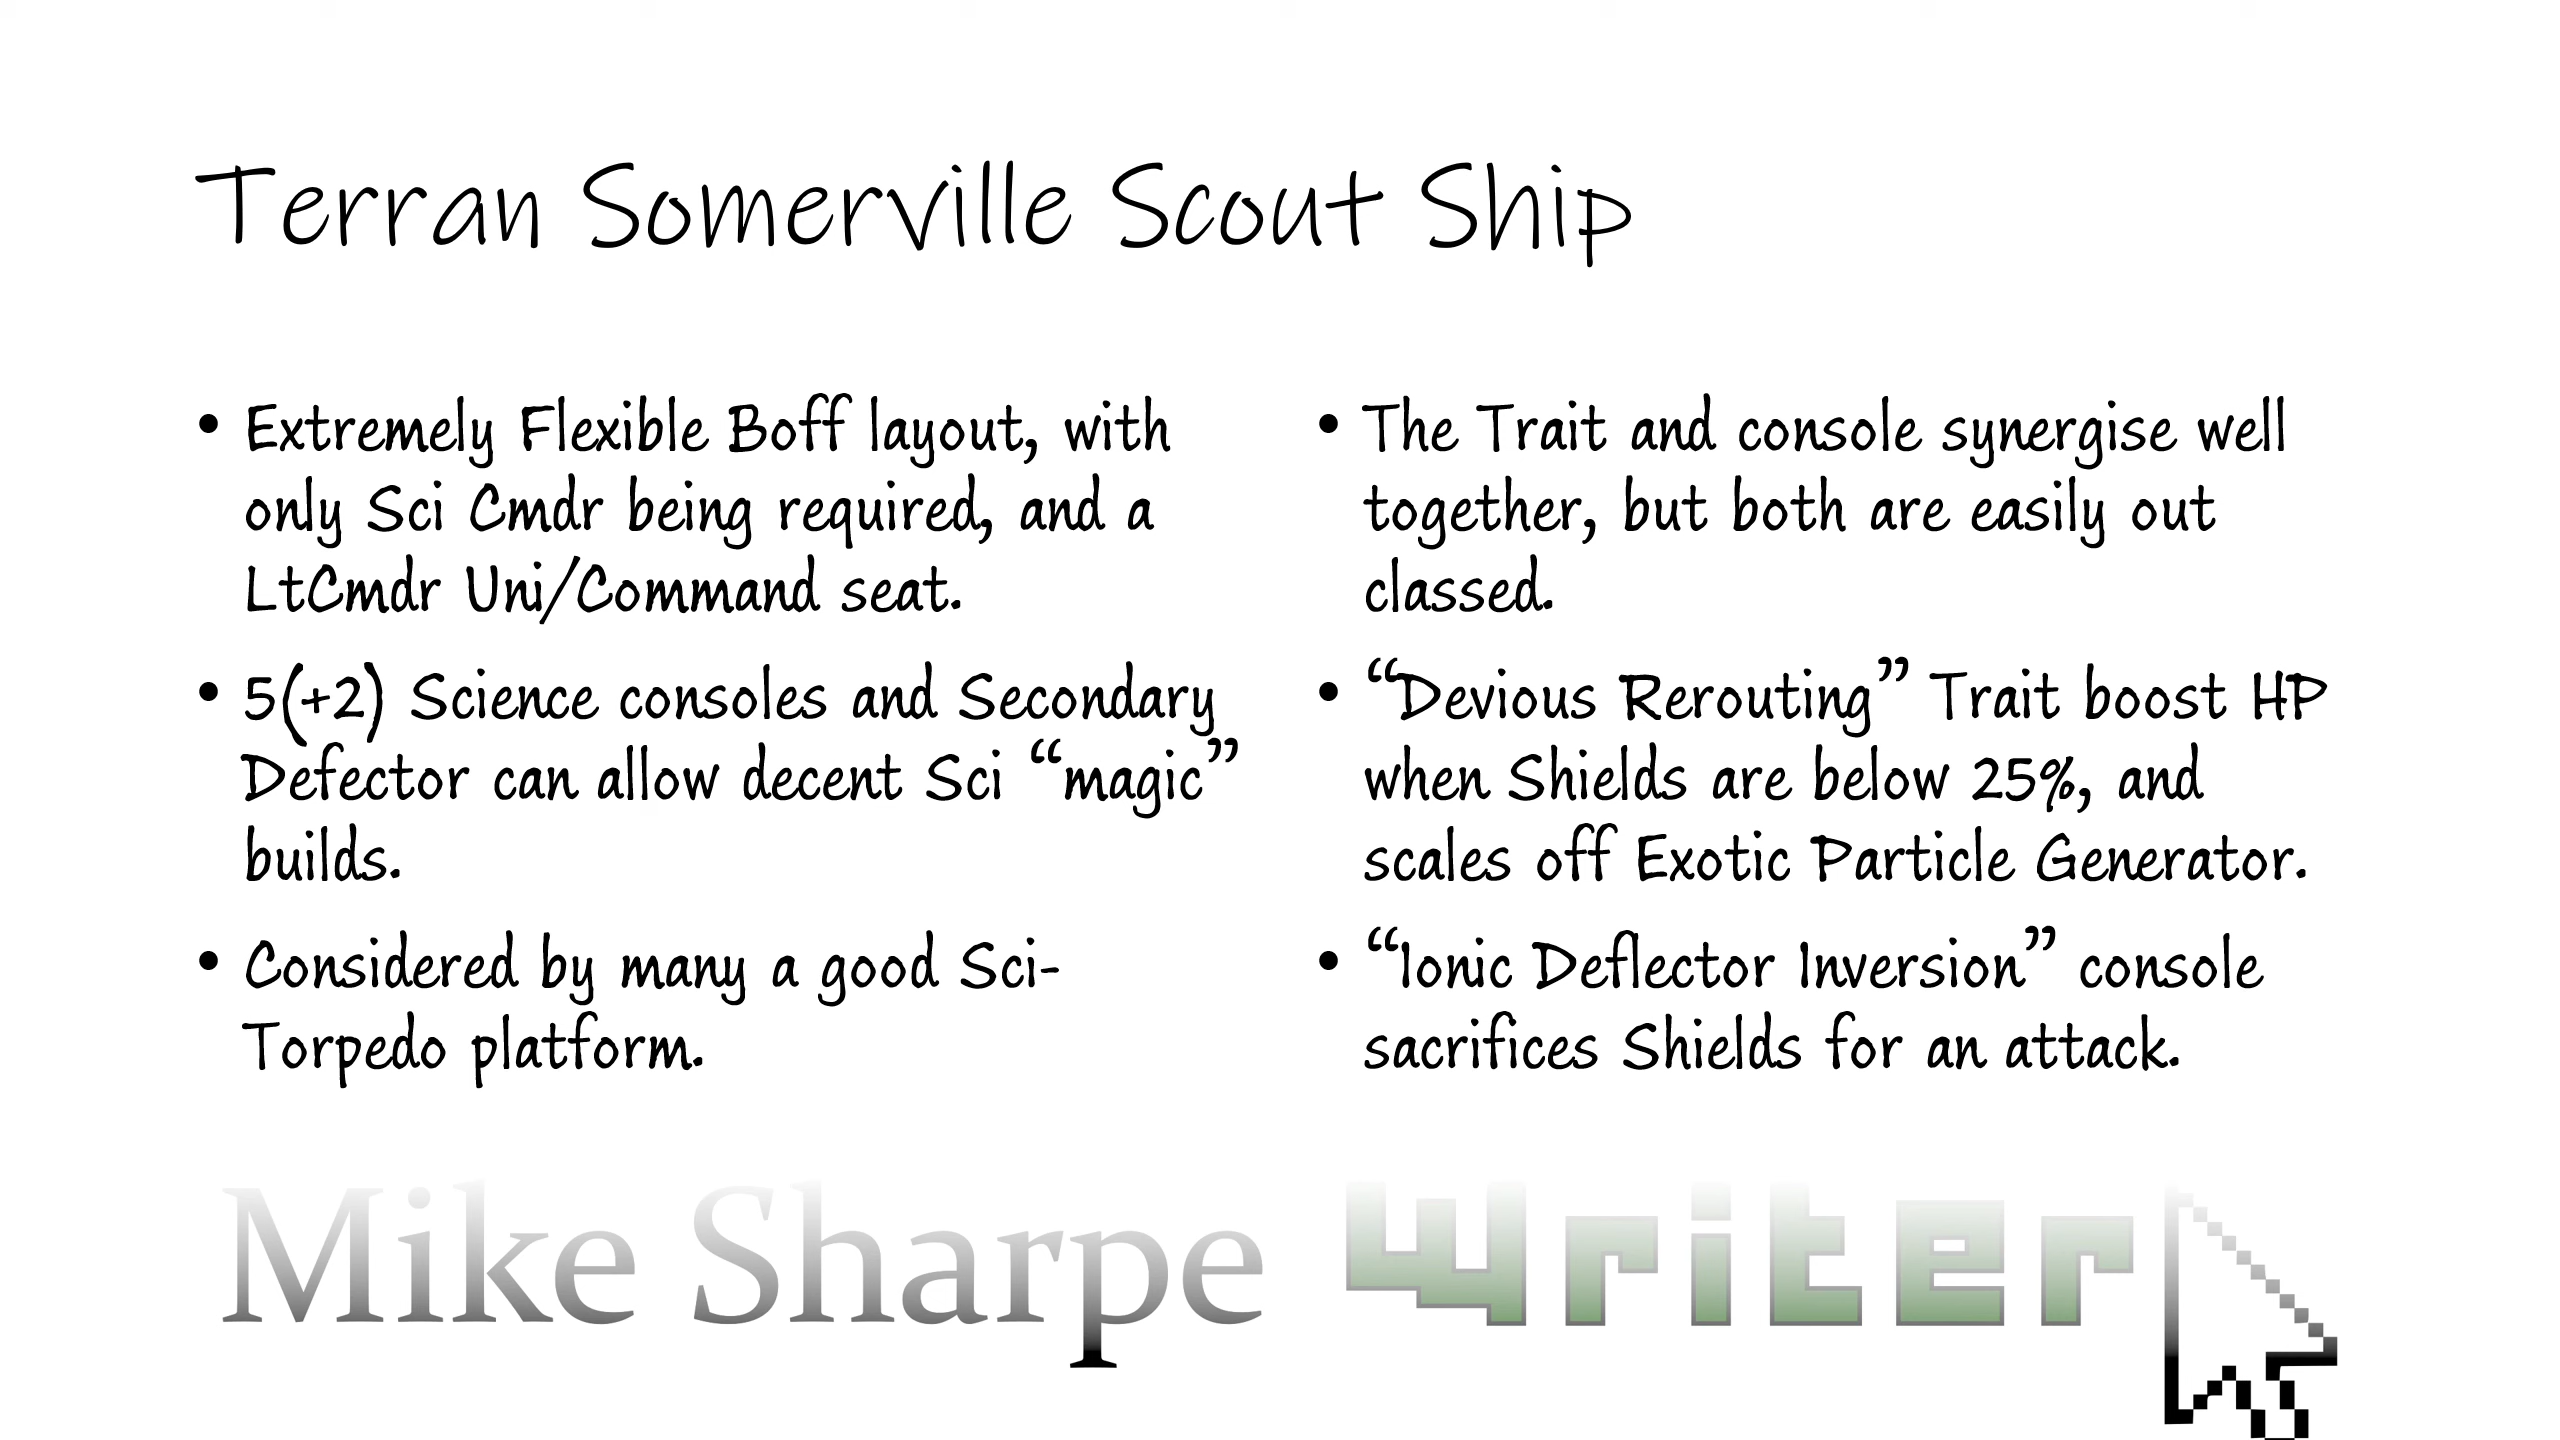 Terran Somerville Scout Ship
• Extremely Flexible Boff layout, with
only Sci Cmdr being required, and a
LtCmdr Uni/Command seat.
• 5(+2) Science consoles and Secondary
Defector can allow decent Sci “magic”
builds.
• Considered by many a good Sci-
Torpedo platform.
• The Trait and console synergise well
together, but both are easily out
classed.
• “Devious Rerouting” Trait boost HP
when Shields are below 25%, and
scales off Exotic Particle Generator.
• “Ionic Deflector Inversion” console
sacrifices Shields for an attack.
Mike Sharpe Writer